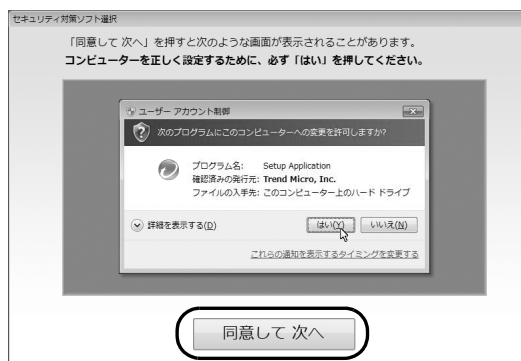 セキュリティ対策ソフト選択
「同意して 次へ」を押すと次のような画面が表示されることがあります。
コンピューターを正しく設定するために、必ず「はい」を押してください。
ユーザー アカウント制御
次のプログラムにこのコンピューターへの変更を許可しますか?
プログラム名: Setup Application
確認済みの発行元: Trend Micro, Inc.
ファイルの入手先: このコンピューター上のハード ドライブ
詳細を表示する(D)
はい(Y)
いいえ(N)
これらの通知を表示するタイミングを変更する
同意して 次へ